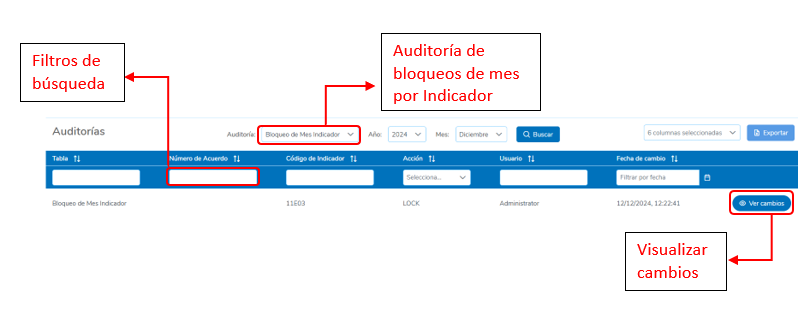 Filtros de
búsqueda
Auditoría de
bloqueos de mes
por Indicador
Auditorías
Auditoría: Bloqueo de Mes Indicador Año: 2024 Mes: Diciembre Buscar 6 columnas seleccionadas Exportar
Tabla Número de Acuerdo Código de Indicador Acción Usuario Fecha de cambio
Selecciona... Filtrar por fecha
Bloqueo de Mes Indicador 11E03 LOCK Administrator 12/12/2024, 12:22:41 Ver cambios
Visualizar
cambios